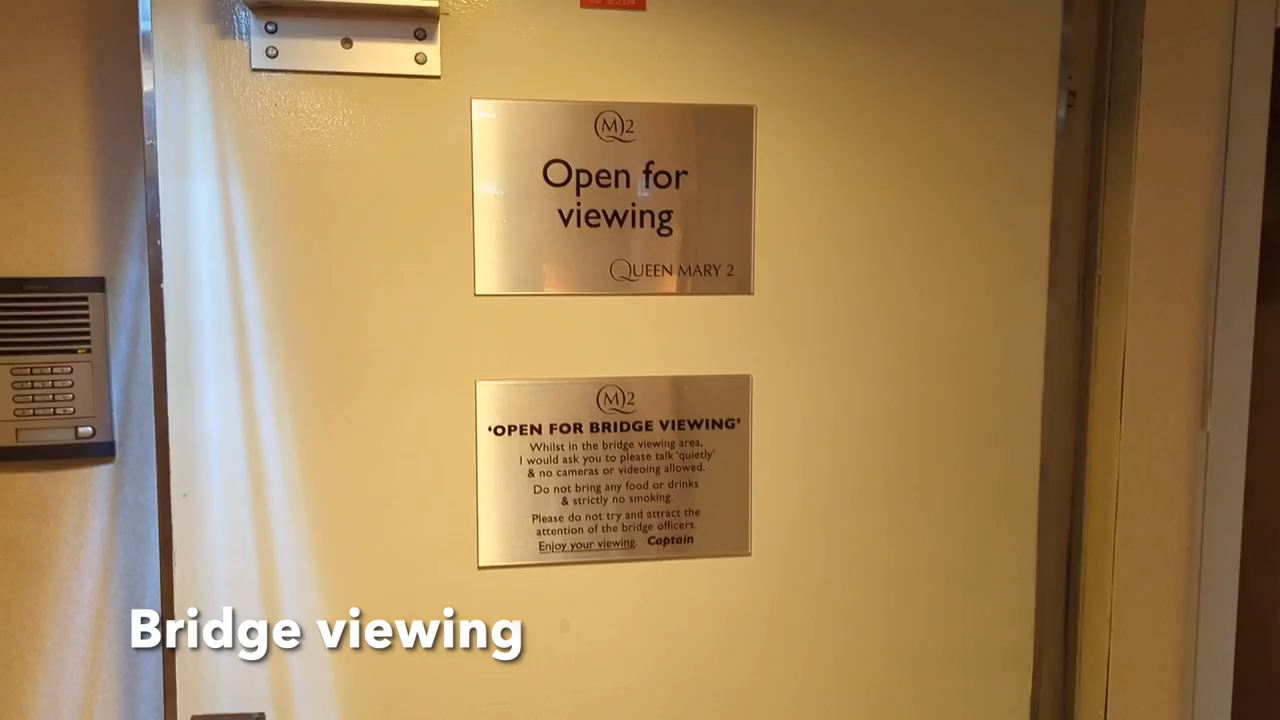 QM2
Open for
viewing
QUEEN MARY 2
QM2
‘OPEN FOR BRIDGE VIEWING’
Whilst in the bridge viewing area,
I would ask you to please talk ‘quietly’
& no cameras or videoing allowed.
Do not bring any food or drinks
& strictly no smoking.
Please do not try and attract the
attention of the bridge officers.
Enjoy your viewing. Captain
Bridge viewing